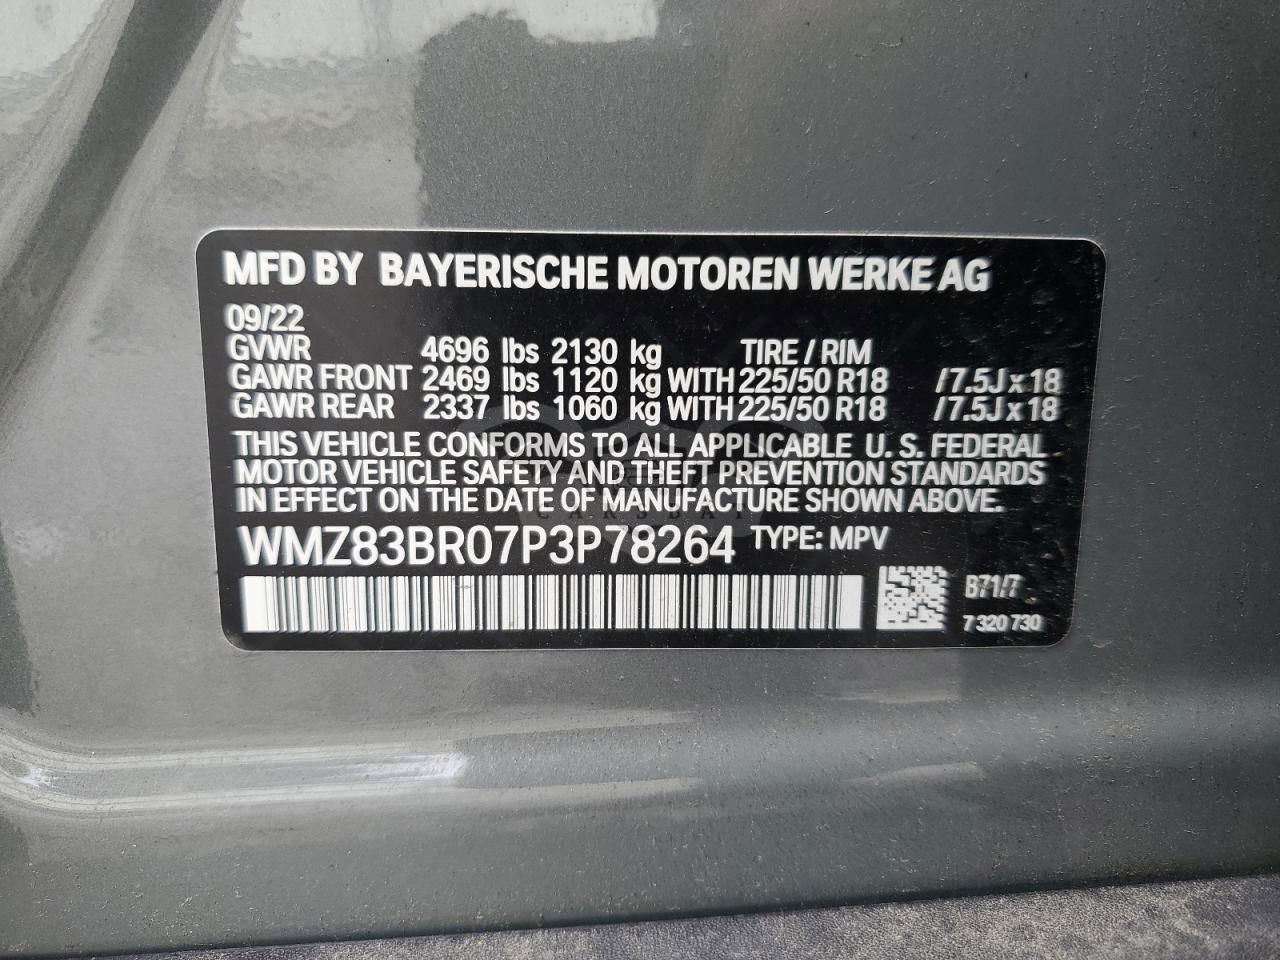 MFD BY BAYERISCHE MOTOREN WERKE AG
09/22
GVWR 4696 lbs 2130 kg TIRE / RIM
GAWR FRONT 2469 lbs 1120 kg WITH 225/50 R18 /7.5J x 18
GAWR REAR 2337 lbs 1060 kg WITH 225/50 R18 /7.5J x 18
THIS VEHICLE CONFORMS TO ALL APPLICABLE U. S. FEDERAL
MOTOR VEHICLE SAFETY AND THEFT PREVENTION STANDARDS
IN EFFECT ON THE DATE OF MANUFACTURE SHOWN ABOVE.
CARSBAT
WMZ83BR07P3P78264 TYPE: MPV
B71/7
7 320 730